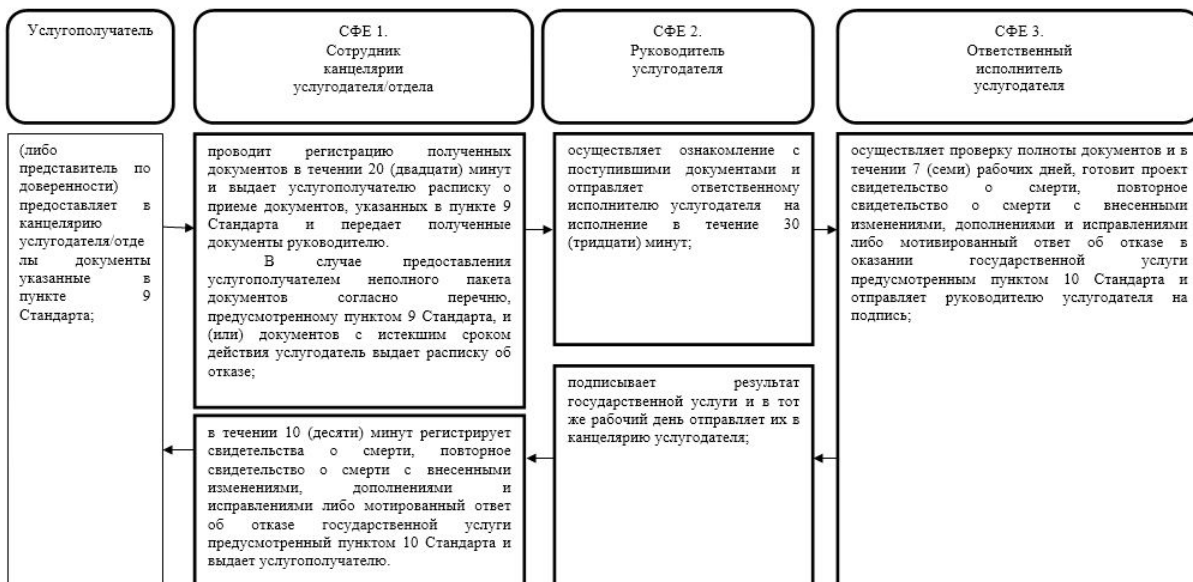 Услугополучатель
СФЕ 1.
Сотрудник
канцелярии
услугодателя/отдела
СФЕ 2.
Руководитель
услугодателя
СФЕ 3.
Ответственный
исполнитель
услугодателя
(либо
представитель по
доверенности)
предоставляет в
канцелярию
услугодателя/отде
лы документы
указанные в
пункте 9
Стандарта;
проводит регистрацию полученных
документов в течении 20 (двадцати) минут
и выдает услугополучателю расписку о
приеме документов, указанных в пункте 9
Стандарта и передает полученные
документы руководителю.
В случае предоставления
услугополучателем неполного пакета
документов согласно перечню,
предусмотренному пунктом 9 Стандарта, и
(или) документов с истекшим сроком
действия услугодатель выдает расписку об
отказе;
осуществляет ознакомление с
поступившими документами и
отправляет ответственному
исполнителю услугодателя на
исполнение в течение 30
(тридцати) минут;
осуществляет проверку полноты документов и в
течении 7 (семи) рабочих дней, готовит проект
свидетельство о смерти, повторное
свидетельство о смерти с внесенными
изменениями, дополнениями и исправлениями
либо мотивированный ответ об отказе в
оказании государственной услуги
предусмотренным пунктом 10 Стандарта и
отправляет руководителю услугодателя на
подпись;
подписывает результат
государственной услуги и в тот
же рабочий день отправляет их в
канцелярию услугодателя;
в течении 10 (десяти) минут регистрирует
свидетельства о смерти, повторное
свидетельство о смерти с внесенными
изменениями, дополнениями и
исправлениями либо мотированный ответ
об отказе государственной услуги
предусмотренный пунктом 10 Стандарта и
выдает услугополучателю.